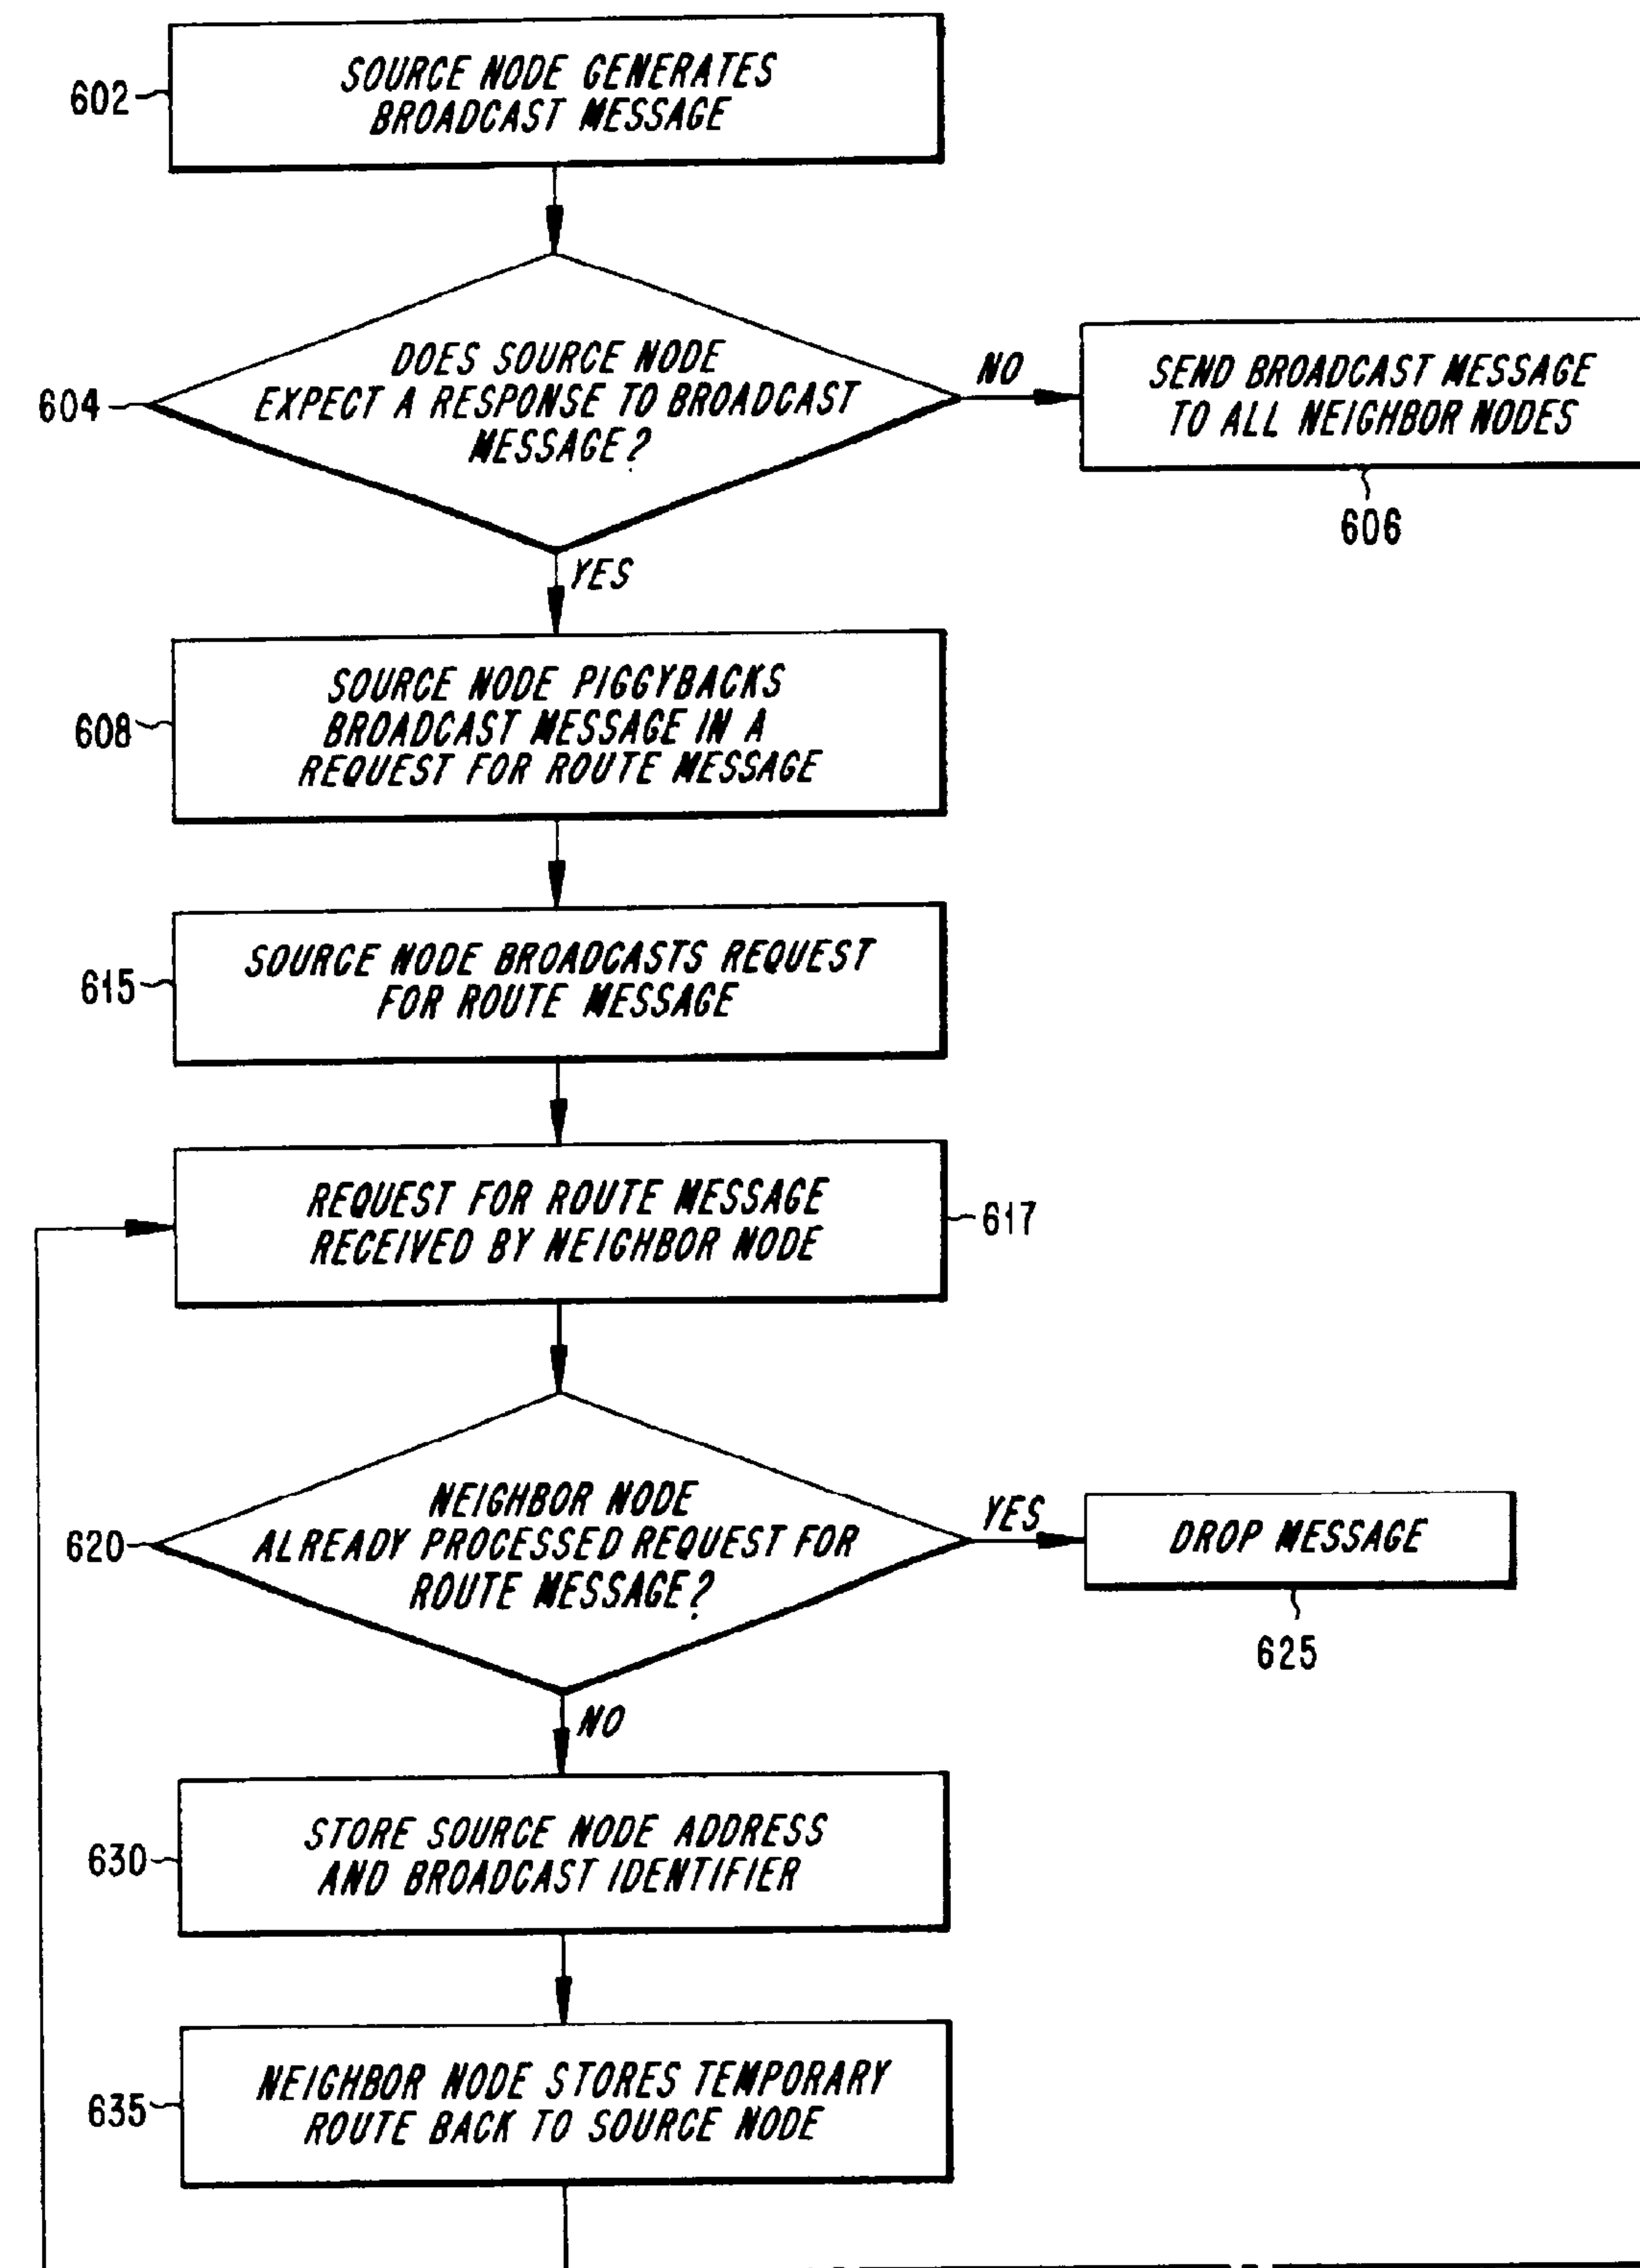 602
SOURCE NODE GENERATES
BROADCAST MESSAGE
604
DOES SOURCE NODE
EXPECT A RESPONSE TO BROADCAST
MESSAGE?
NO
SEND BROADCAST MESSAGE
TO ALL NEIGHBOR NODES
606
YES
608
SOURCE NODE PIGGYBACKS
BROADCAST MESSAGE IN A
REQUEST FOR ROUTE MESSAGE
615
SOURCE NODE BROADCASTS REQUEST
FOR ROUTE MESSAGE
REQUEST FOR ROUTE MESSAGE
RECEIVED BY NEIGHBOR NODE
617
620
NEIGHBOR NODE
ALREADY PROCESSED REQUEST FOR
ROUTE MESSAGE?
YES
DROP MESSAGE
625
NO
630
STORE SOURCE NODE ADDRESS
AND BROADCAST IDENTIFIER
635
NEIGHBOR NODE STORES TEMPORARY
ROUTE BACK TO SOURCE NODE